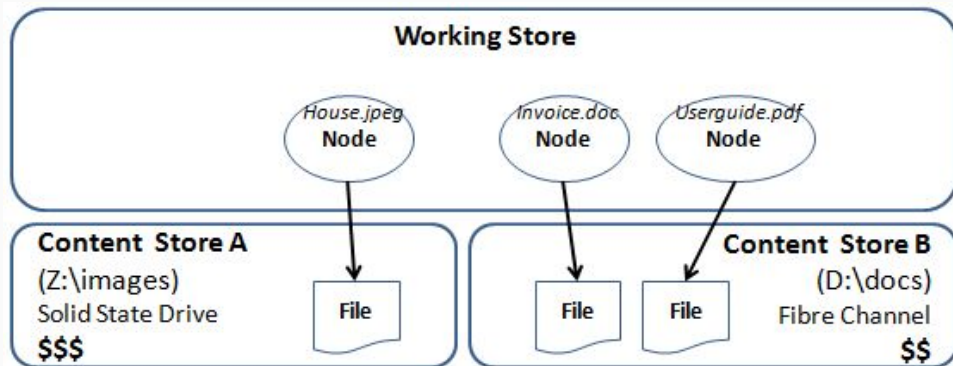 Working Store
House.jpeg
Node
Invoice.doc
Node
Userguide.pdf
Node
Content Store A
(Z:\images)
Solid State Drive
$$$
File
File
File
Content Store B
(D:\docs)
Fibre Channel
$$